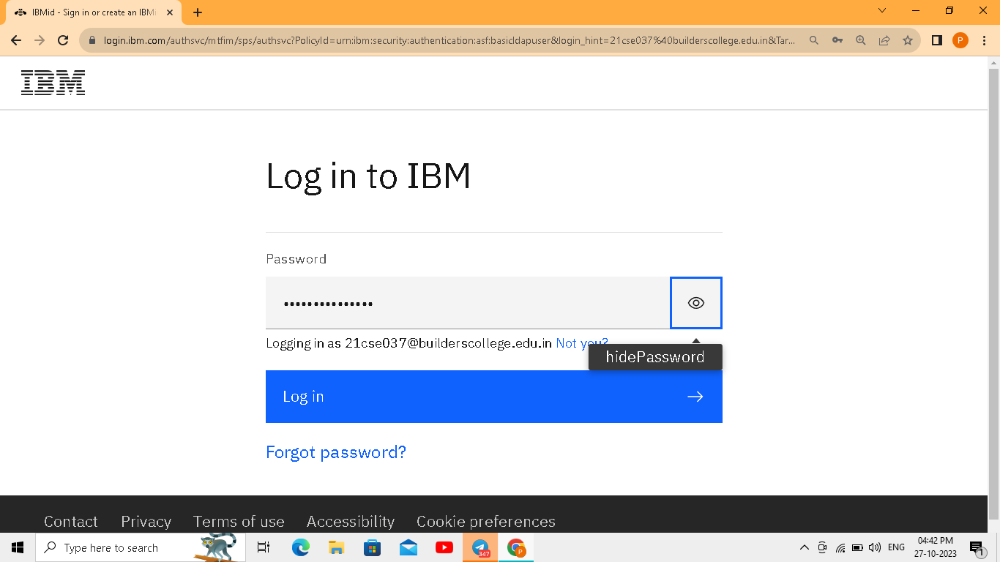 IBMid - Sign in or create an IBMi
login.ibm.com/authsvc/mtfim/sps/authsvc?PolicyId=urn:ibm:security:authentication:asf:basicldapuser&login_hint=21cse037%40builderscollege.edu.in&Tar...
P
IBM
Log in to IBM
Password
•••••••••••••••
Logging in as 21cse037@builderscollege.edu.in Not you?
hidePassword
Log in
Forgot password?
Contact Privacy Terms of use Accessibility Cookie preferences
Type here to search
347
P
ENG
04:42 PM
27-10-2023
1